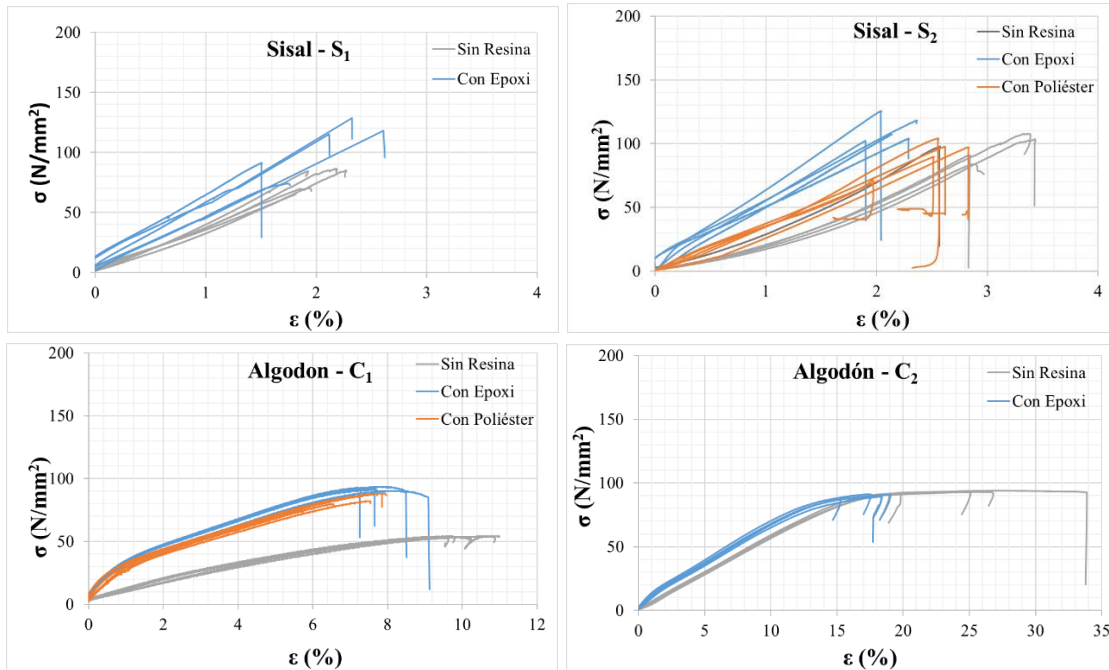 Sisal - S₁
Sin Resina
Con Epoxi
200
150
100
50
0
0 1 2 3 4
σ (N/mm²)
ε (%)
Sisal - S₂
Sin Resina
Con Epoxi
Con Poliéster
200
150
100
50
0
0 1 2 3 4
σ (N/mm²)
ε (%)
Algodon - C₁
Sin Resina
Con Epoxi
Con Poliéster
200
150
100
50
0
0 2 4 6 8 10 12
σ (N/mm²)
ε (%)
Algodón - C₂
Sin Resina
Con Epoxi
200
150
100
50
0
0 5 10 15 20 25 30 35
σ (N/mm²)
ε (%)